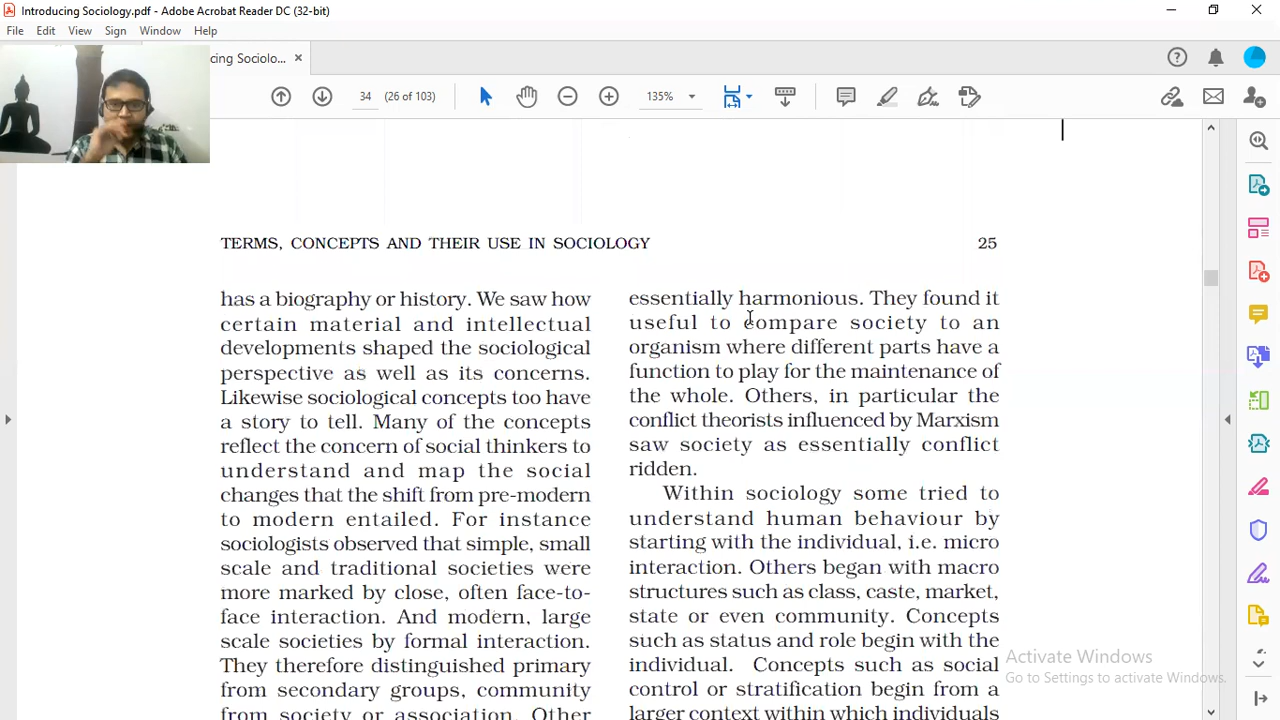 Introducing Sociology.pdf - Adobe Acrobat Reader DC (32-bit)
File Edit View Sign Window Help
cing Sociolo...
34 (26 of 103)
135%
TERMS, CONCEPTS AND THEIR USE IN SOCIOLOGY 25
has a biography or history. We saw how
certain material and intellectual
developments shaped the sociological
perspective as well as its concerns.
Likewise sociological concepts too have
a story to tell. Many of the concepts
reflect the concern of social thinkers to
understand and map the social
changes that the shift from pre-modern
to modern entailed. For instance
sociologists observed that simple, small
scale and traditional societies were
more marked by close, often face-to-
face interaction. And modern, large
scale societies by formal interaction.
They therefore distinguished primary
from secondary groups, community
from society or association. Other
essentially harmonious. They found it
useful to compare society to an
organism where different parts have a
function to play for the maintenance of
the whole. Others, in particular the
conflict theorists influenced by Marxism
saw society as essentially conflict
ridden.
Within sociology some tried to
understand human behaviour by
starting with the individual, i.e. micro
interaction. Others began with macro
structures such as class, caste, market,
state or even community. Concepts
such as status and role begin with the
individual. Concepts such as social
control or stratification begin from a
larger context within which individuals
Activate Windows
Go to Settings to activate Windows.